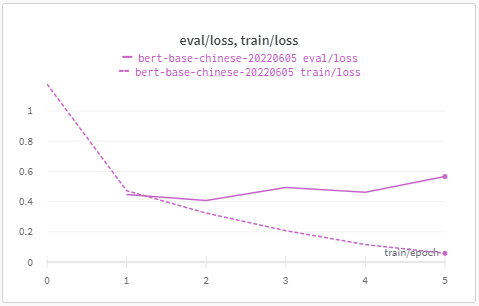 eval/loss, train/loss
bert-base-chinese-20220605 eval/loss
bert-base-chinese-20220605 train/loss
1
0.8
0.6
0.4
0.2
train/epoch
0
0 1 2 3 4 5